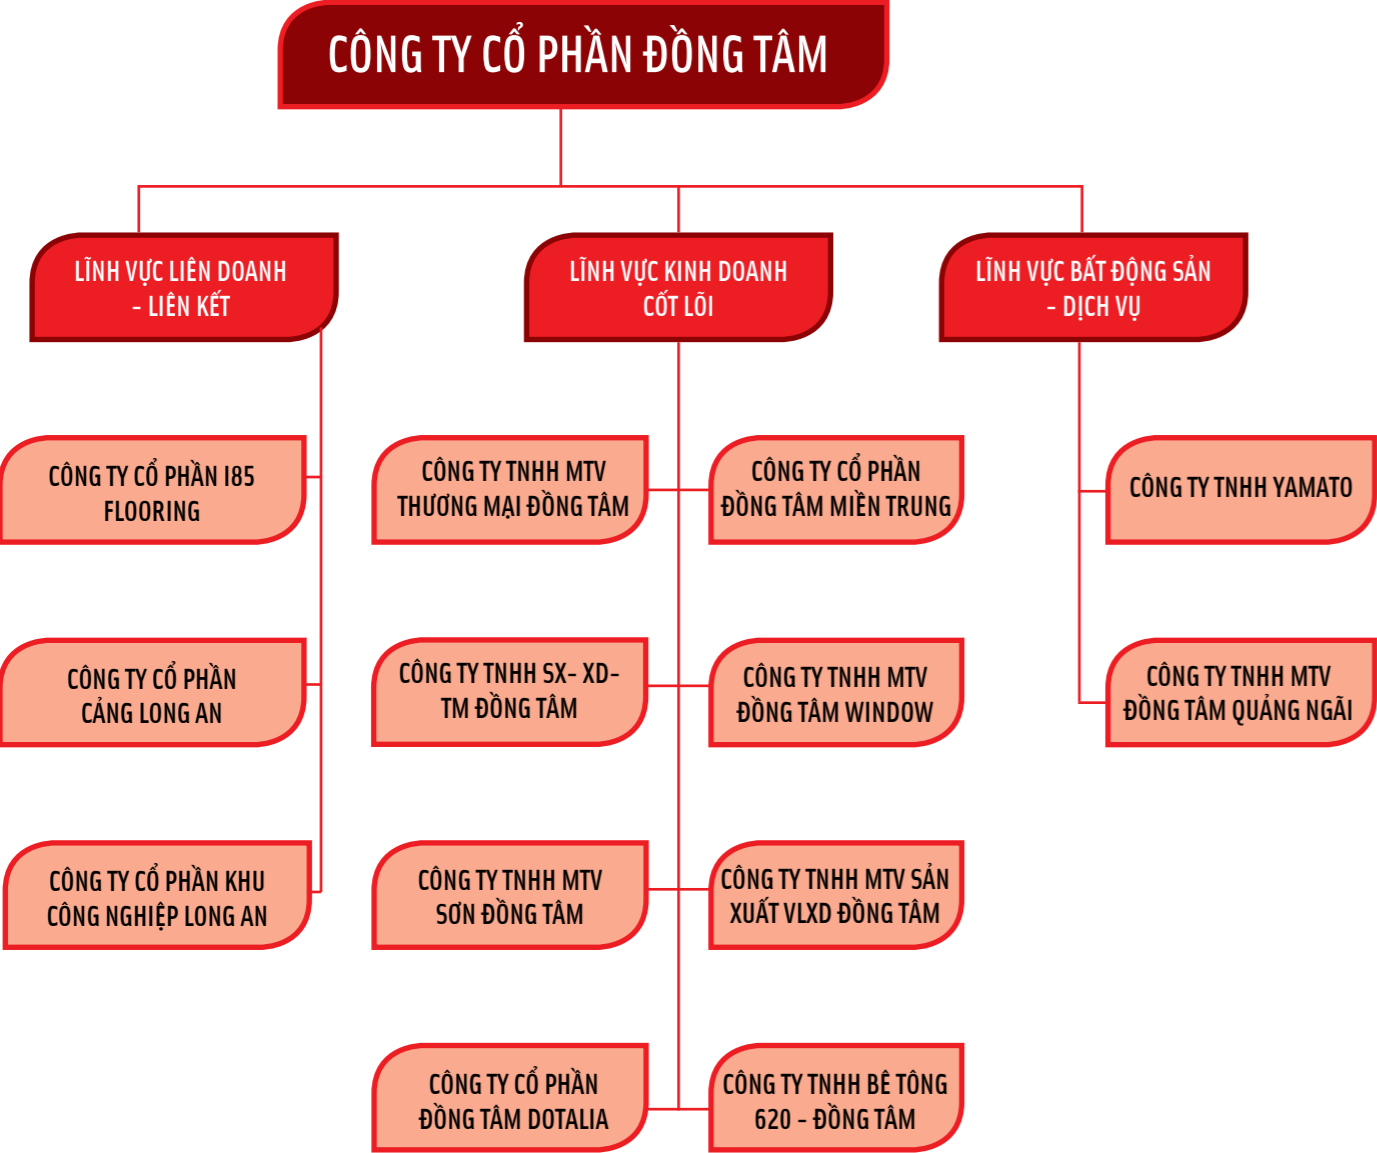 CÔNG TY CỔ PHẦN ĐỒNG TÂM
LĨNH VỰC LIÊN DOANH
- LIÊN KẾT
LĨNH VỰC KINH DOANH
CỐT LÕI
LĨNH VỰC BẤT ĐỘNG SẢN
- DỊCH VỤ
CÔNG TY CỔ PHẦN I85
FLOORING
CÔNG TY TNHH MTV
THƯƠNG MẠI ĐỒNG TÂM
CÔNG TY CỔ PHẦN
ĐỒNG TÂM MIỀN TRUNG
CÔNG TY TNHH YAMATO
CÔNG TY CỔ PHẦN
CẢNG LONG AN
CÔNG TY TNHH SX- XD-
TM ĐỒNG TÂM
CÔNG TY TNHH MTV
ĐỒNG TÂM WINDOW
CÔNG TY TNHH MTV
ĐỒNG TÂM QUẢNG NGÃI
CÔNG TY CỔ PHẦN KHU
CÔNG NGHIỆP LONG AN
CÔNG TY TNHH MTV
SƠN ĐỒNG TÂM
CÔNG TY TNHH MTV SẢN
XUẤT VLXD ĐỒNG TÂM
CÔNG TY CỔ PHẦN
ĐỒNG TÂM DOTALIA
CÔNG TY TNHH BÊ TÔNG
620 - ĐỒNG TÂM